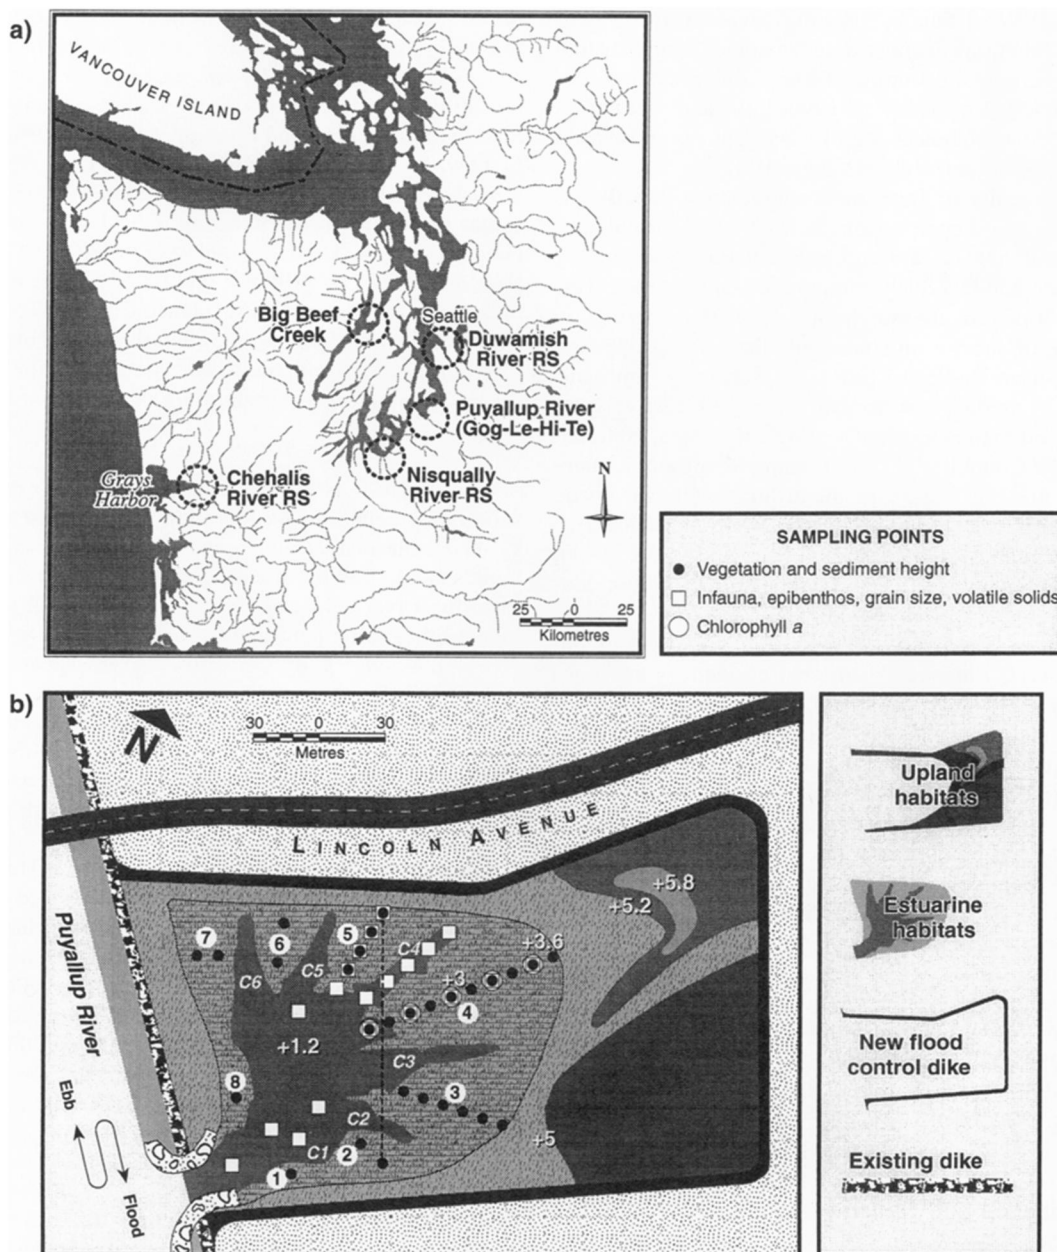 a)
VANCOUVER ISLAND
Big Beef
Creek
Seattle
Duwamish
River RS
Puyallup River
(Gog-Le-Hi-Te)
Nisqually
River RS
Grays
Harbor
Chehalis
River RS
N
25 0 25
Kilometres
SAMPLING POINTS
Vegetation and sediment height
Infauna, epibenthos, grain size, volatile solids
Chlorophyll a
b)
N
30 0 30
Metres
LINCOLN AVENUE
Puyallup River
Ebb
Flood
+5.8
+5.2
+3.6
+3
+1.2
+5
7
6
5
4
3
8
2
1
C6
C5
C4
C3
C2
C1
Upland
habitats
Estuarine
habitats
New flood
control dike
Existing dike